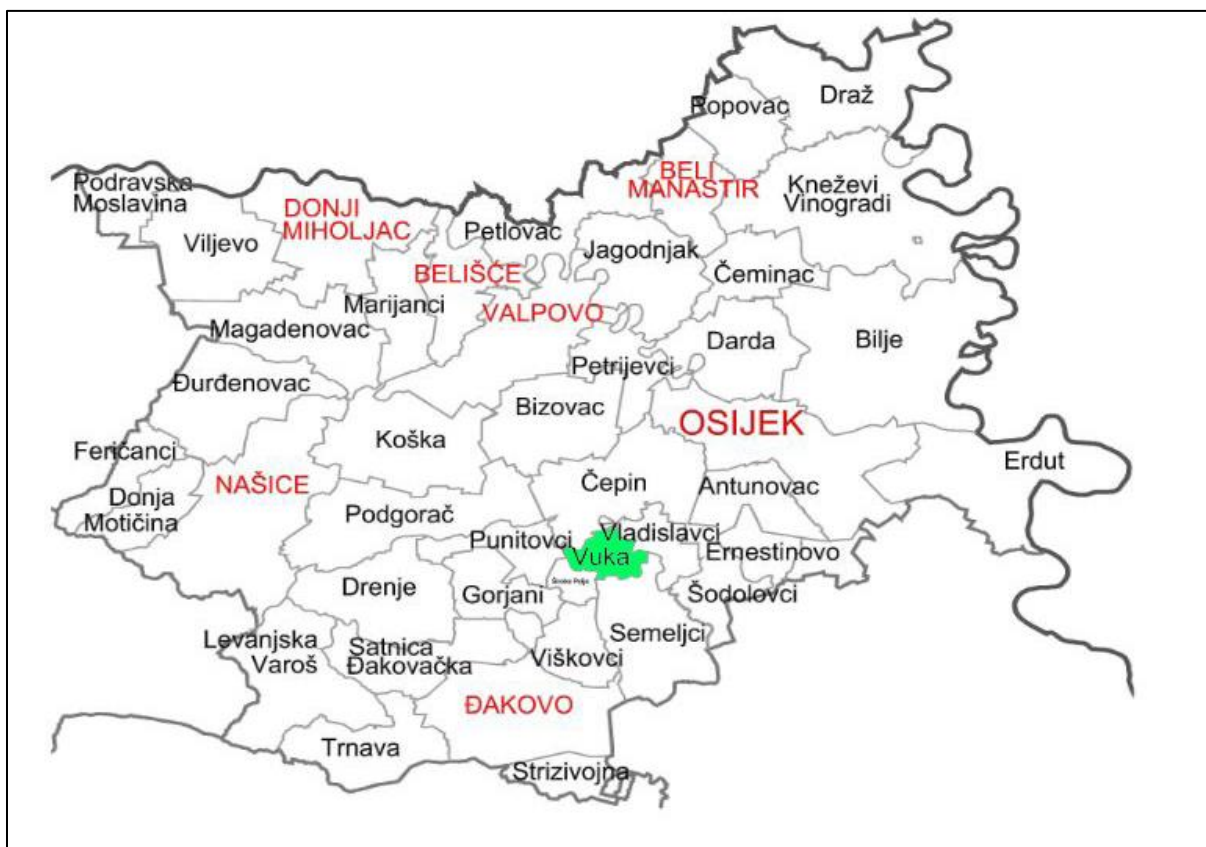 Draž
Popovac
BELI
MANASTIR
Kneževi
Vinogradi
Podravska
Moslavina
DONJI
MIHOLJAC
Viljevo
Petlovac
Jagodnjak
Čeminac
BELIŠĆE
Marijanci
VALPOVO
Magadenovac
Darda
Bilje
Petrijevci
Đurđenovac
Bizovac
OSIJEK
Koška
Feričanci
Erdut
NAŠICE
Čepin
Antunovac
Donja
Motičina
Podgorač
Punitovci
Vladislavci
Vuka
Ernestinovo
Široko Polje
Drenje
Gorjani
Šodolovci
Levanjska
Varoš
Satnica
Đakovačka
Semeljci
Viškovci
ĐAKOVO
Trnava
Strizivojna